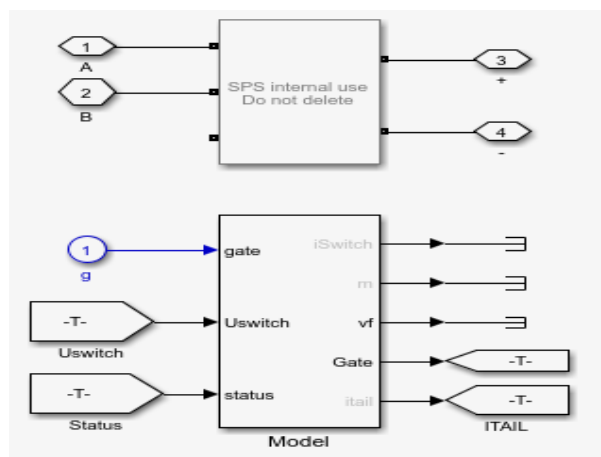 1
A
2
B
SPS internal use
Do not delete
3
+
4
-
1
g
gate
iSwitch
m
-T-
Uswitch
Uswitch
vf
Gate
-T-
-T-
Status
status
itail
-T-
ITAIL
Model